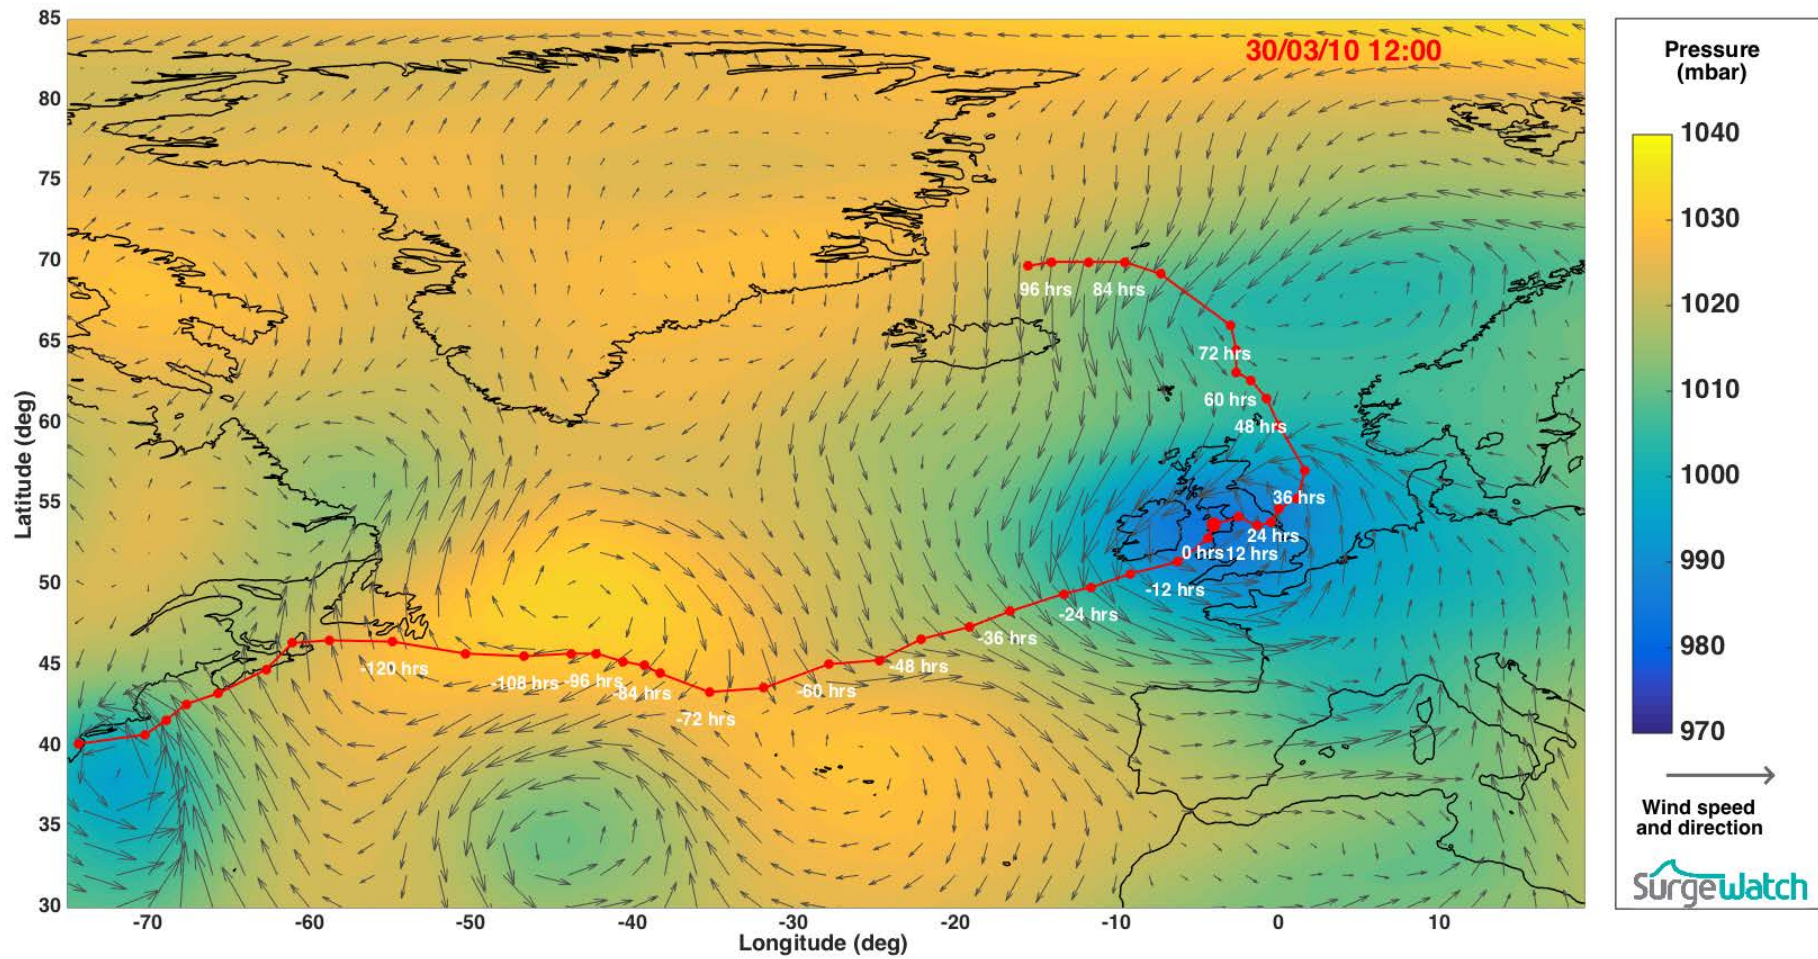 30/03/10 12:00
85
80
75
70
65
60
55
50
45
40
35
30
Latitude (deg)
-70
-60
-50
-40
-30
-20
-10
0
10
Longitude (deg)
96 hrs
84 hrs
72 hrs
60 hrs
48 hrs
36 hrs
24 hrs
12 hrs
0 hrs
-12 hrs
-24 hrs
-36 hrs
-48 hrs
-60 hrs
-72 hrs
-84 hrs
-96 hrs
-108 hrs
-120 hrs
Pressure
(mbar)
1040
1030
1020
1010
1000
990
980
970
Wind speed
and direction
SurgeWatch